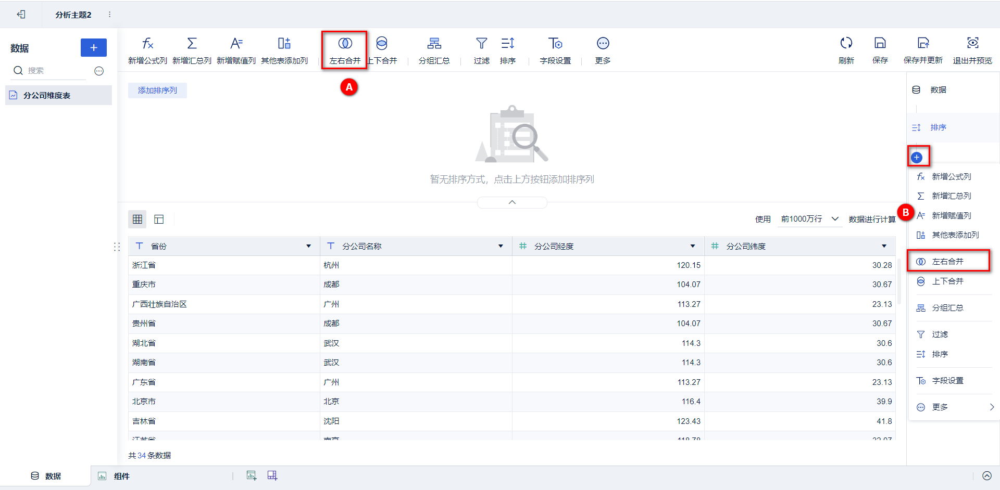 分析主题2
数据
搜索
分公司维度表
新增公式列 新增汇总列 新增赋值列 其他表添加列 左右合并 上下合并 分组汇总 过滤 排序 字段设置 更多 刷新 保存 保存并更新 退出并预览
A
添加排序列
暂无排序方式，点击上方按钮添加排序列
使用 前1000万行 数据进行计算
省份 分公司名称 分公司经度 分公司纬度
浙江省 杭州 120.15 30.28
重庆市 成都 104.07 30.67
广西壮族自治区 广州 113.27 23.13
贵州省 成都 104.07 30.67
湖北省 武汉 114.3 30.6
湖南省 武汉 114.3 30.6
广东省 广州 113.27 23.13
北京市 北京 116.4 39.9
吉林省 沈阳 123.43 41.8
江苏省 南京 118.78 32.07
共 34 条数据
数据
排序
B
新增公式列
新增汇总列
新增赋值列
其他表添加列
左右合并
上下合并
分组汇总
过滤
排序
字段设置
更多
数据 组件